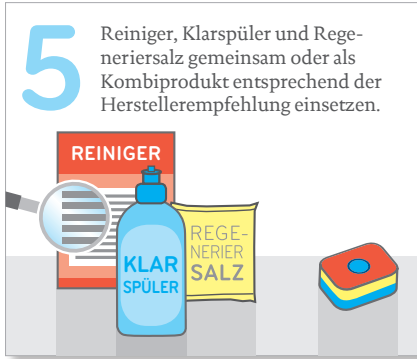 5
Reiniger, Klarspüler und Rege-
neriersalz gemeinsam oder als
Kombiprodukt entsprechend der
Herstellerempfehlung einsetzen.
REINIGER
KLAR
SPÜLER
REGE-
NERIER
SALZ